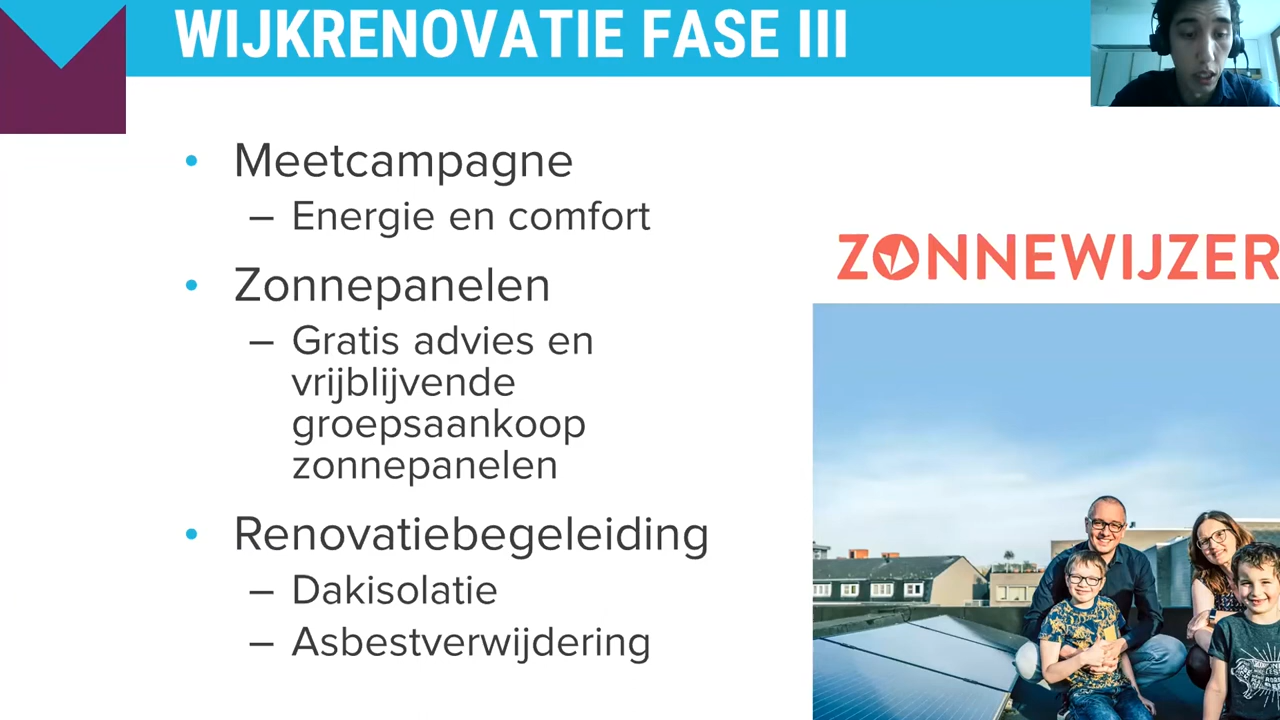 WIJKRENOVATIE FASE III
• Meetcampagne
– Energie en comfort
• Zonnepanelen
– Gratis advies en
vrijblijvende
groepsaankoop
zonnepanelen
• Renovatiebegeleiding
– Dakisolatie
– Asbestverwijdering
ZONNEWIJZER